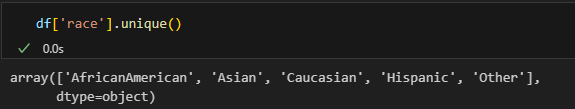 df['race'].unique()
0.0s
array(['AfricanAmerican', 'Asian', 'Caucasian', 'Hispanic', 'Other'],
dtype=object)